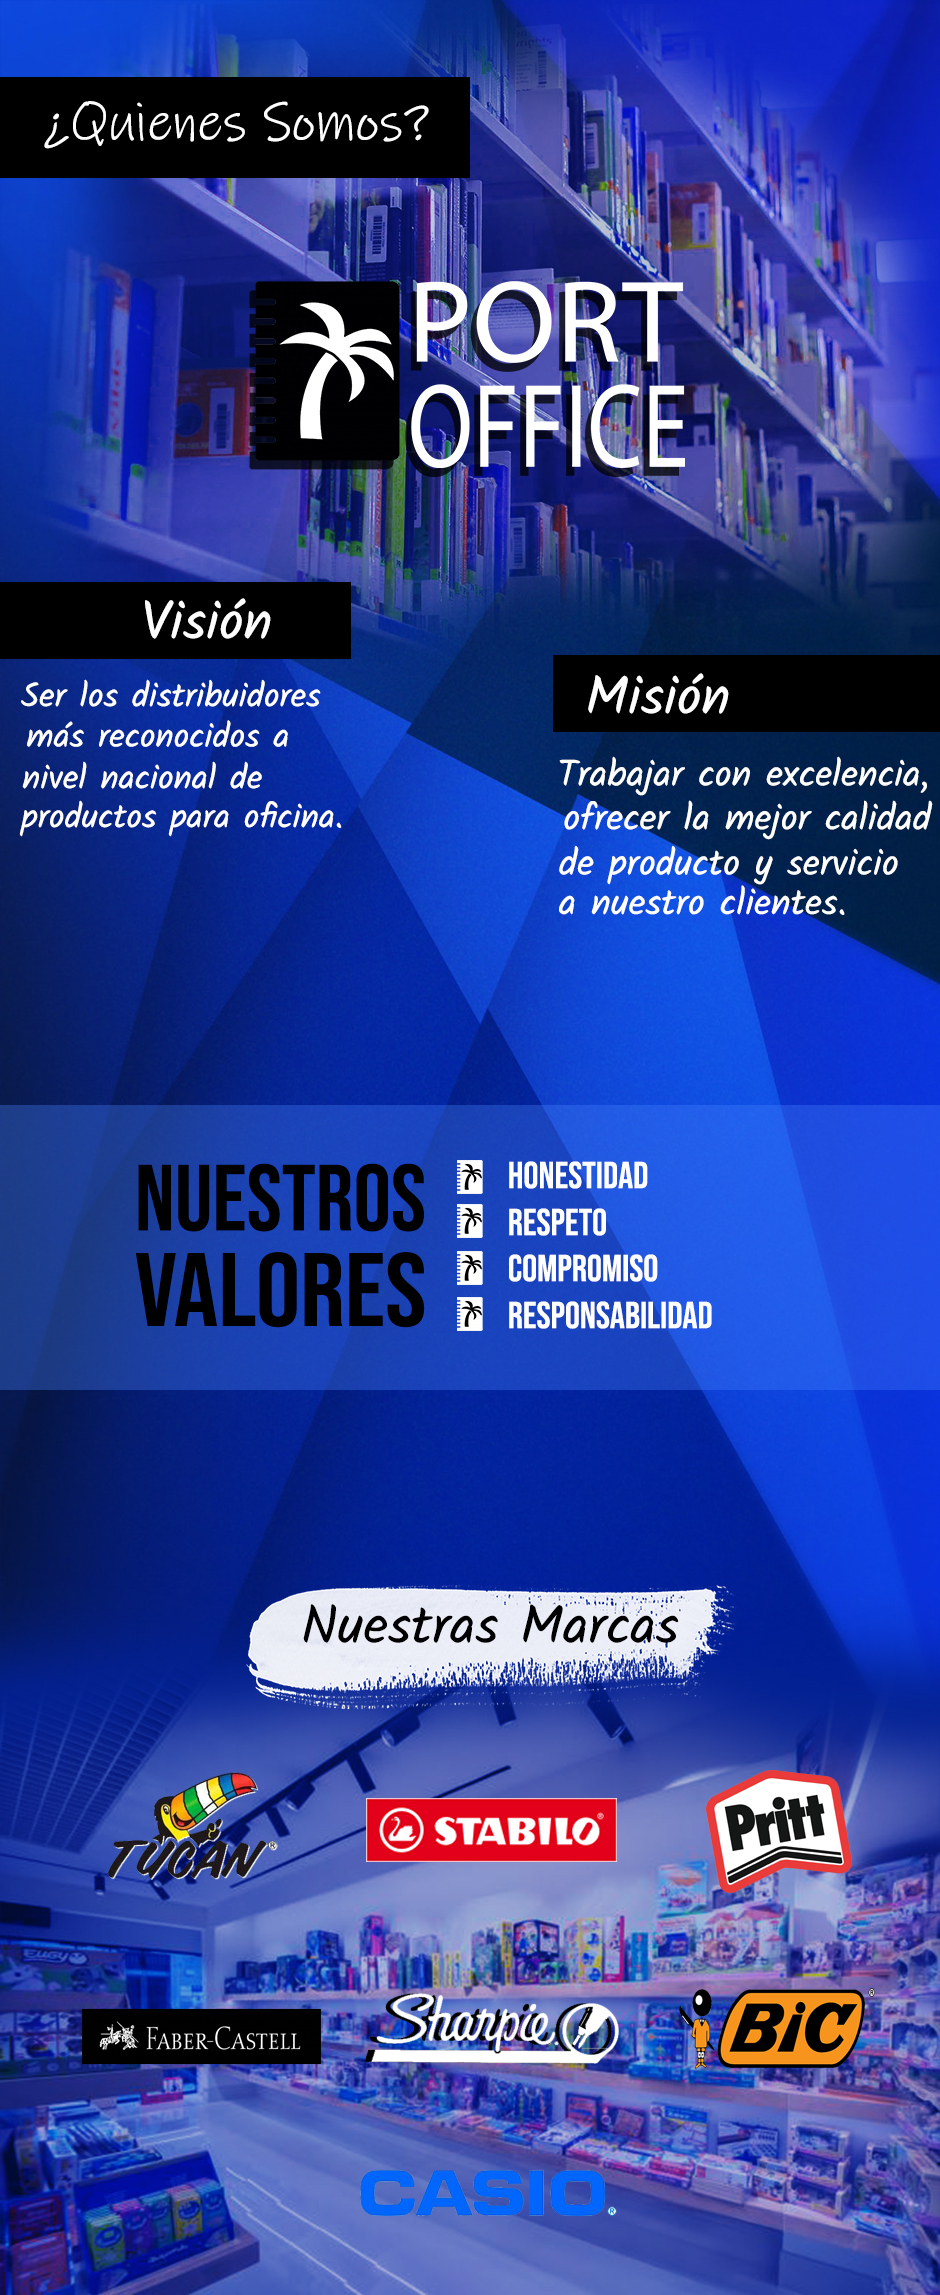 ¿Quienes Somos?
PORT
OFFICE
Visión
Ser los distribuidores
más reconocidos a
nivel nacional de
productos para oficina.
Misión
Trabajar con excelencia,
ofrecer la mejor calidad
de producto y servicio
a nuestro clientes.
NUESTROS
VALORES
HONESTIDAD
RESPETO
COMPROMISO
RESPONSABILIDAD
Nuestras Marcas
TUCAN®
STABILO®
Pritt
FABER-CASTELL
Sharpie.
BIC®
CASIO®